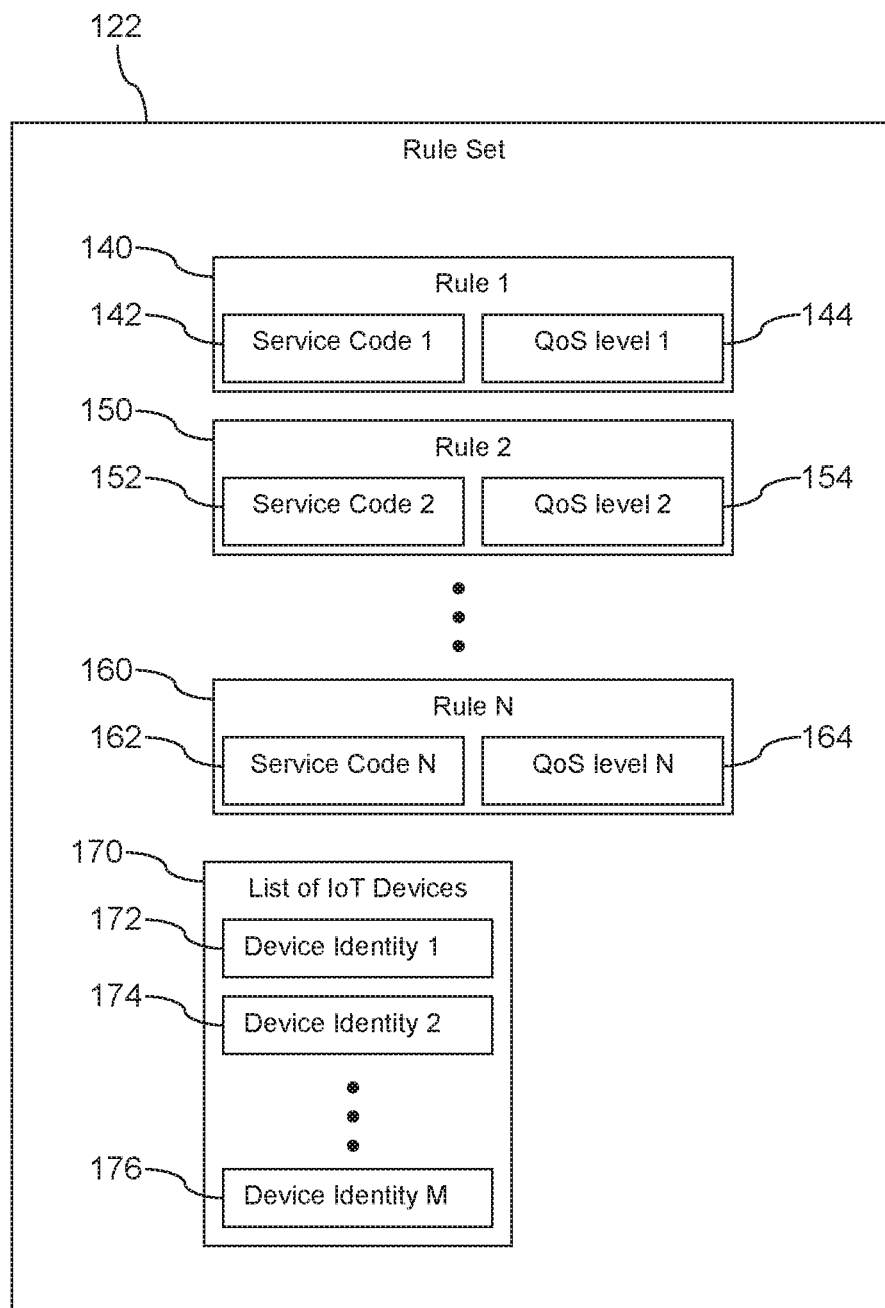 122
Rule Set
140
Rule 1
142
Service Code 1
QoS level 1
144
150
Rule 2
152
Service Code 2
QoS level 2
154
160
Rule N
162
Service Code N
QoS level N
164
170
List of IoT Devices
172
Device Identity 1
174
Device Identity 2
176
Device Identity M